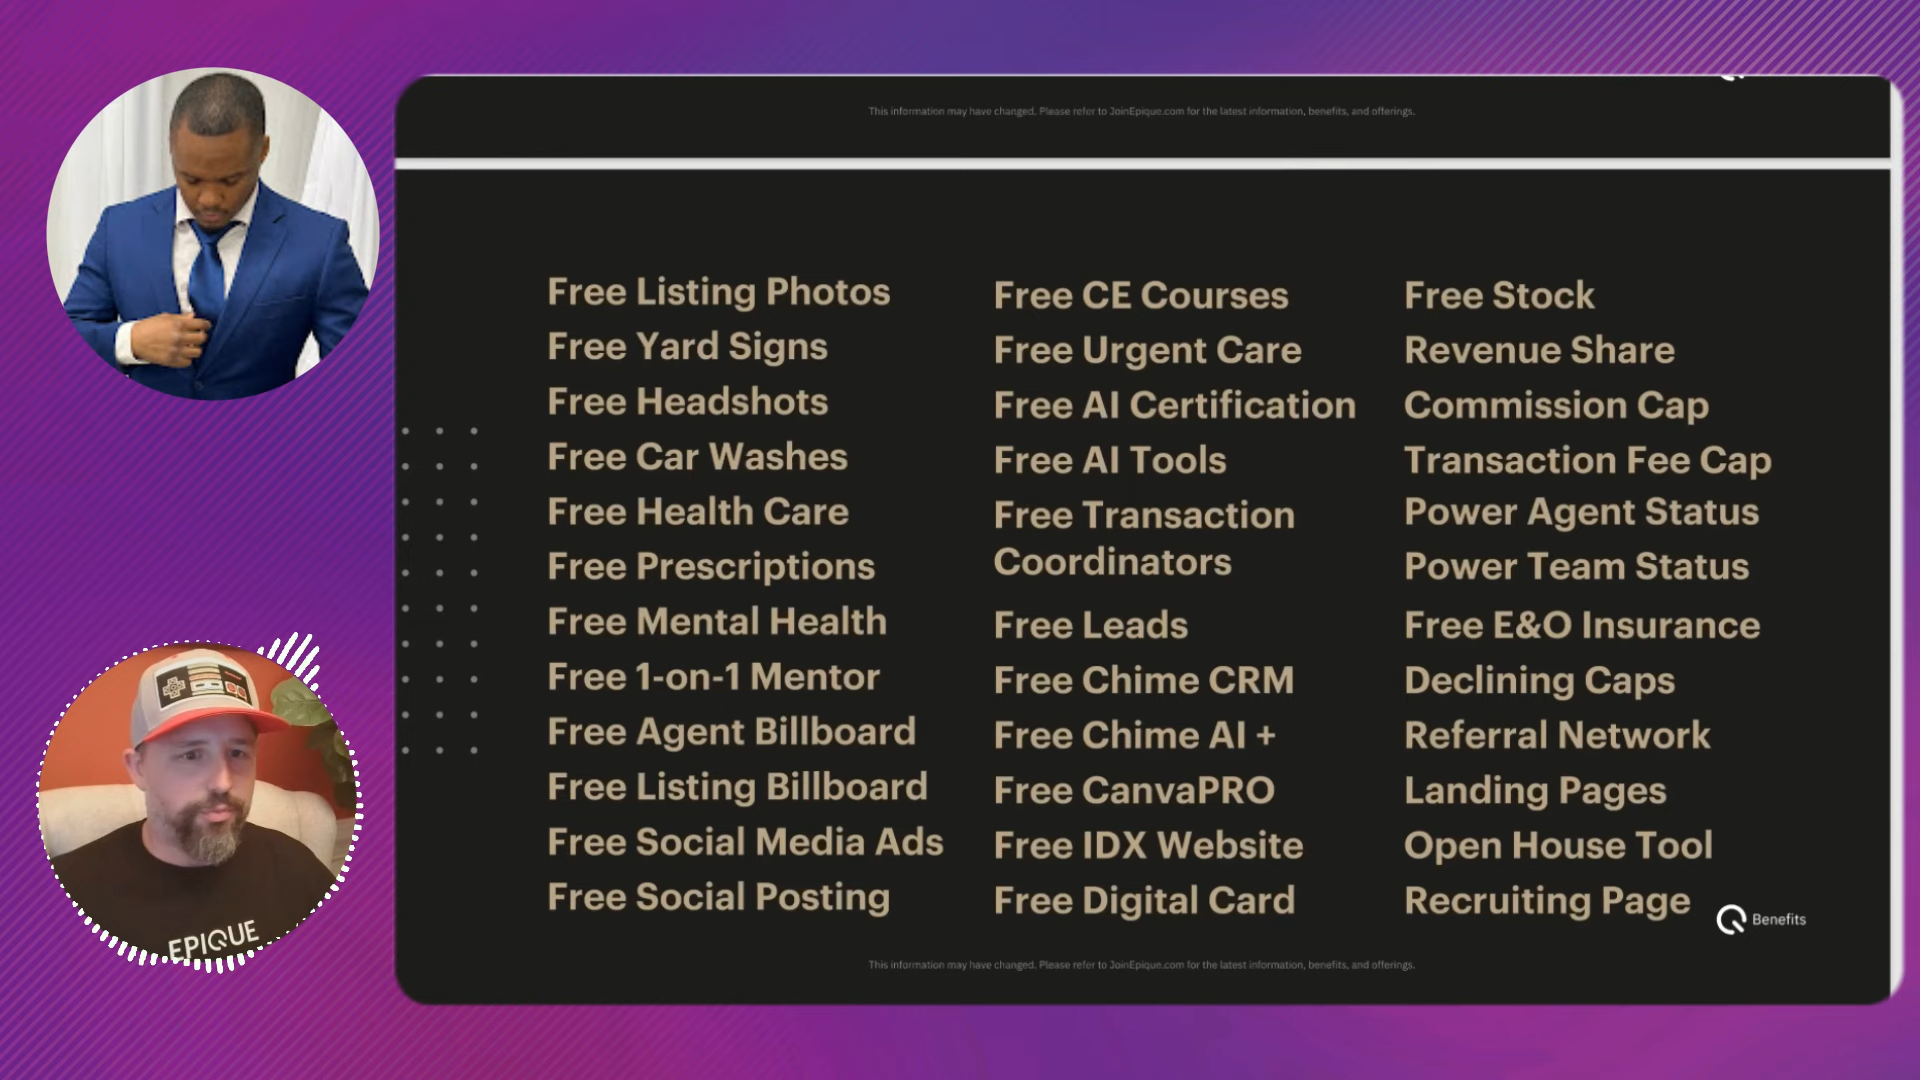 This information may have changed. Please refer to JoinEpique.com for the latest information, benefits, and offerings.
Free Listing Photos
Free Yard Signs
Free Headshots
Free Car Washes
Free Health Care
Free Prescriptions
Free Mental Health
Free 1-on-1 Mentor
Free Agent Billboard
Free Listing Billboard
Free Social Media Ads
Free Social Posting
Free CE Courses
Free Urgent Care
Free AI Certification
Free AI Tools
Free Transaction
Coordinators
Free Leads
Free Chime CRM
Free Chime AI +
Free CanvaPRO
Free IDX Website
Free Digital Card
Free Stock
Revenue Share
Commission Cap
Transaction Fee Cap
Power Agent Status
Power Team Status
Free E&O Insurance
Declining Caps
Referral Network
Landing Pages
Open House Tool
Recruiting Page
Benefits
This information may have changed. Please refer to JoinEpique.com for the latest information, benefits, and offerings.
EPIQUE